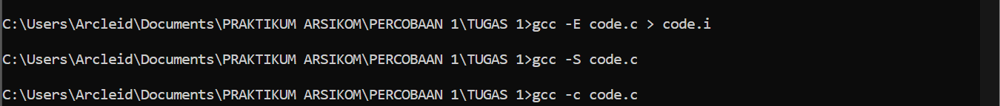 C:\Users\Arcleid\Documents\PRAKTIKUM ARSIKOM\PERCOBAAN 1\TUGAS 1>gcc -E code.c > code.i
C:\Users\Arcleid\Documents\PRAKTIKUM ARSIKOM\PERCOBAAN 1\TUGAS 1>gcc -S code.c
C:\Users\Arcleid\Documents\PRAKTIKUM ARSIKOM\PERCOBAAN 1\TUGAS 1>gcc -c code.c